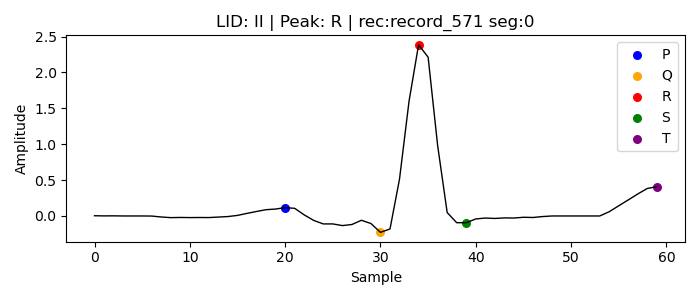 LID: II | Peak: R | rec:record_571 seg:0
2.5
2.0
1.5
1.0
0.5
0.0
Amplitude
P
Q
R
S
T
0 10 20 30 40 50 60
Sample